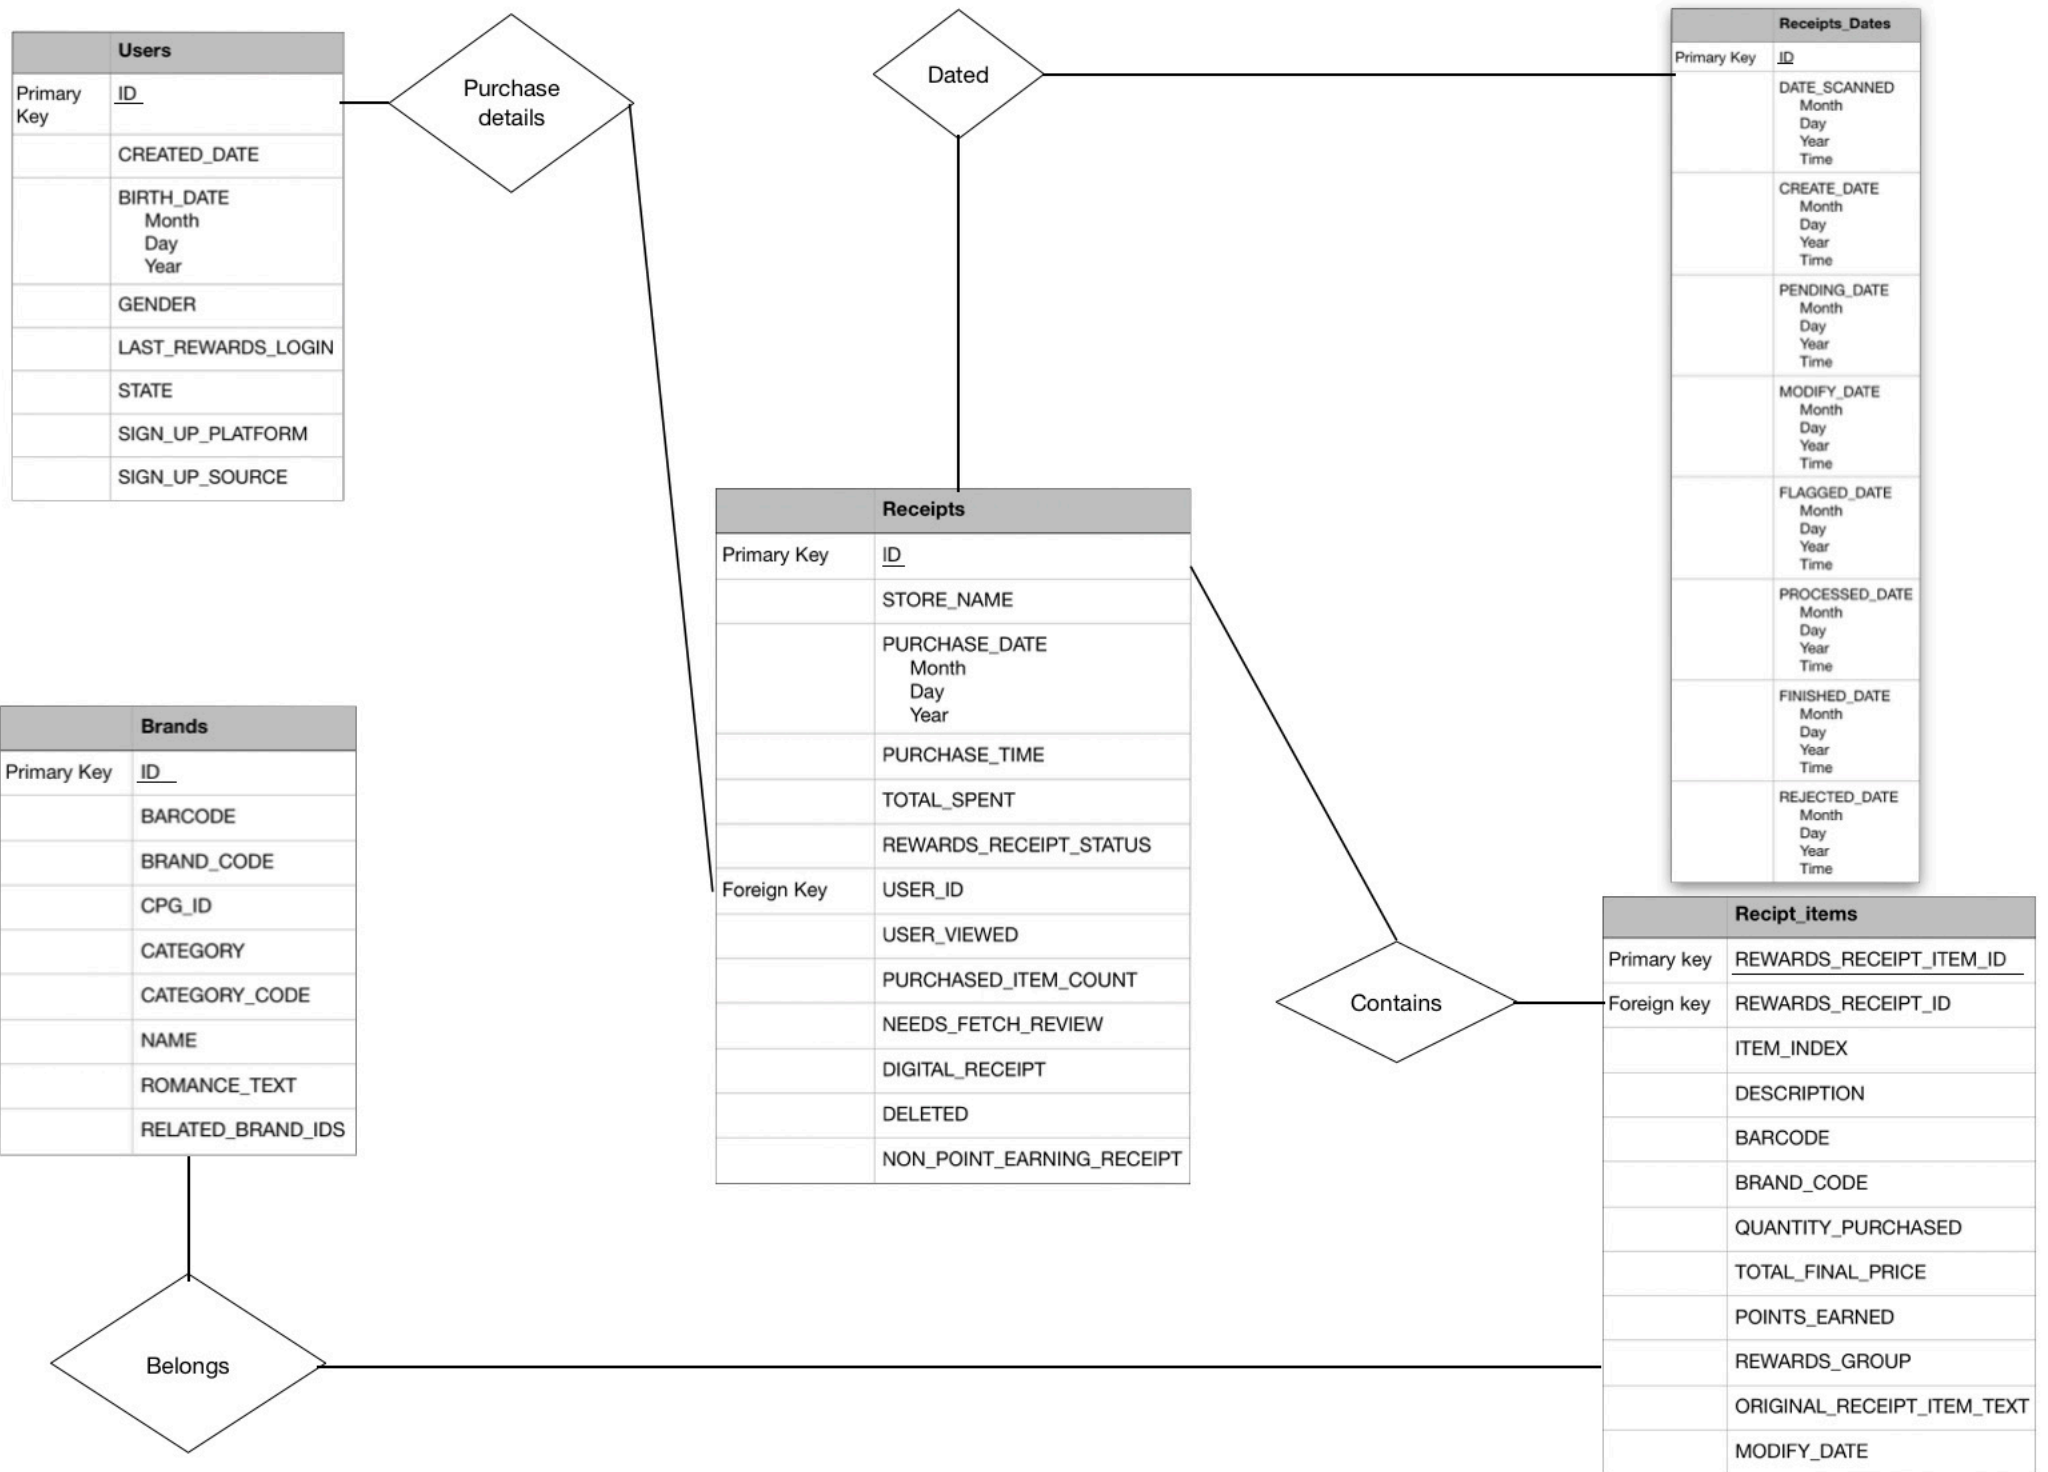 Users
Primary Key
ID
CREATED_DATE
BIRTH_DATE
Month
Day
Year
GENDER
LAST_REWARDS_LOGIN
STATE
SIGN_UP_PLATFORM
SIGN_UP_SOURCE
Purchase
details
Dated
Receipts_Dates
Primary Key ID
DATE_SCANNED
Month
Day
Year
Time
CREATE_DATE
Month
Day
Year
Time
PENDING_DATE
Month
Day
Year
Time
MODIFY_DATE
Month
Day
Year
Time
FLAGGED_DATE
Month
Day
Year
Time
PROCESSED_DATE
Month
Day
Year
Time
FINISHED_DATE
Month
Day
Year
Time
REJECTED_DATE
Month
Day
Year
Time
Receipts
Primary Key ID
STORE_NAME
PURCHASE_DATE
Month
Day
Year
PURCHASE_TIME
TOTAL_SPENT
REWARDS_RECEIPT_STATUS
Foreign Key USER_ID
USER_VIEWED
PURCHASED_ITEM_COUNT
NEEDS_FETCH_REVIEW
DIGITAL_RECEIPT
DELETED
NON_POINT_EARNING_RECEIPT
Brands
Primary Key ID
BARCODE
BRAND_CODE
CPG_ID
CATEGORY
CATEGORY_CODE
NAME
ROMANCE_TEXT
RELATED_BRAND_IDS
Contains
Recipt_items
Primary key REWARDS_RECEIPT_ITEM_ID
Foreign key REWARDS_RECEIPT_ID
ITEM_INDEX
DESCRIPTION
BARCODE
BRAND_CODE
QUANTITY_PURCHASED
TOTAL_FINAL_PRICE
POINTS_EARNED
REWARDS_GROUP
ORIGINAL_RECEIPT_ITEM_TEXT
MODIFY_DATE
Belongs